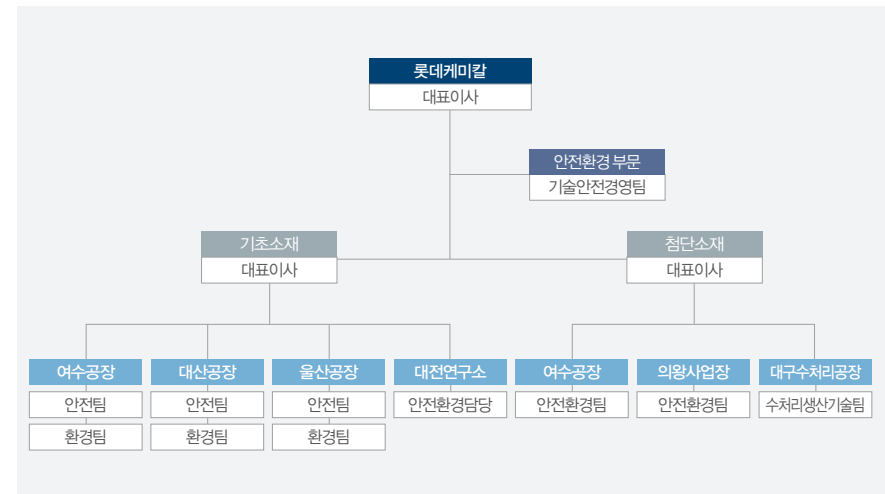 롯데케미칼
대표이사
안전환경 부문
기술안전경영팀
기초소재
대표이사
첨단소재
대표이사
여수공장
안전팀
환경팀
대산공장
안전팀
환경팀
울산공장
안전팀
환경팀
대전연구소
안전환경담당
여수공장
안전환경팀
의왕사업장
안전환경팀
대구수처리공장
수처리생산기술팀